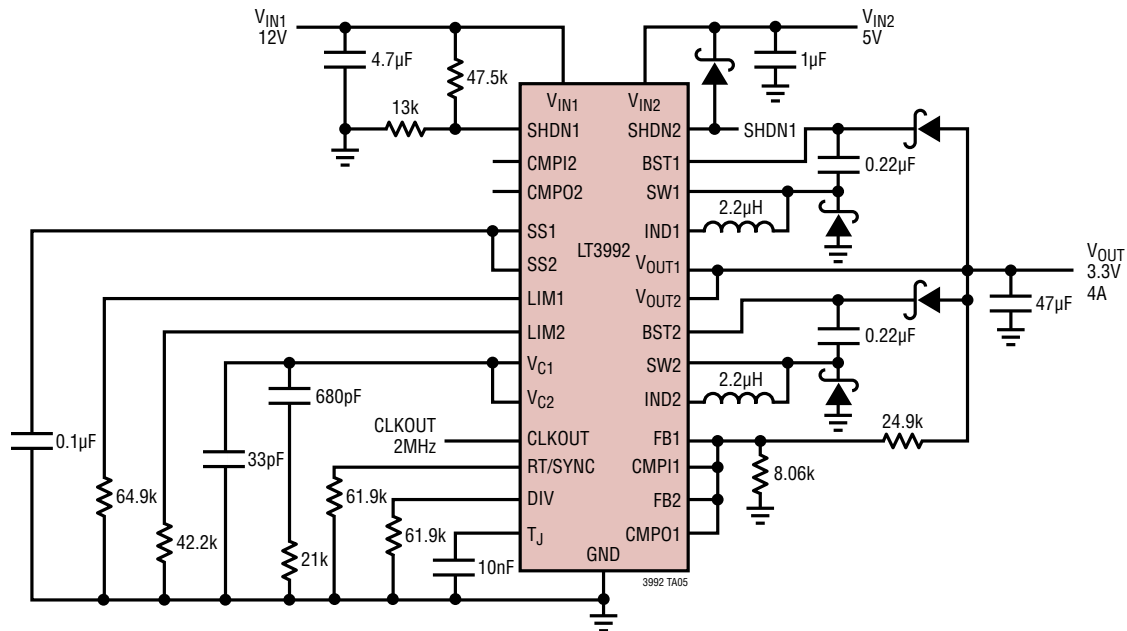 VIN1
12V
4.7µF
47.5k
13k
VIN2
5V
1µF
VIN1
VIN2
SHDN1
SHDN2
SHDN1
CMPI2
BST1
0.22µF
CMPO2
SW1
2.2µH
SS1
IND1
LT3992
SS2
VOUT1
VOUT
3.3V
4A
LIM1
VOUT2
47µF
LIM2
BST2
0.22µF
VC1
SW2
2.2µH
680pF
VC2
IND2
24.9k
CLKOUT
2MHz
CLKOUT
FB1
0.1µF
33pF
RT/SYNC
CMPI1
8.06k
64.9k
61.9k
DIV
FB2
42.2k
61.9k
TJ
CMPO1
21k
10nF
GND
3992 TA05